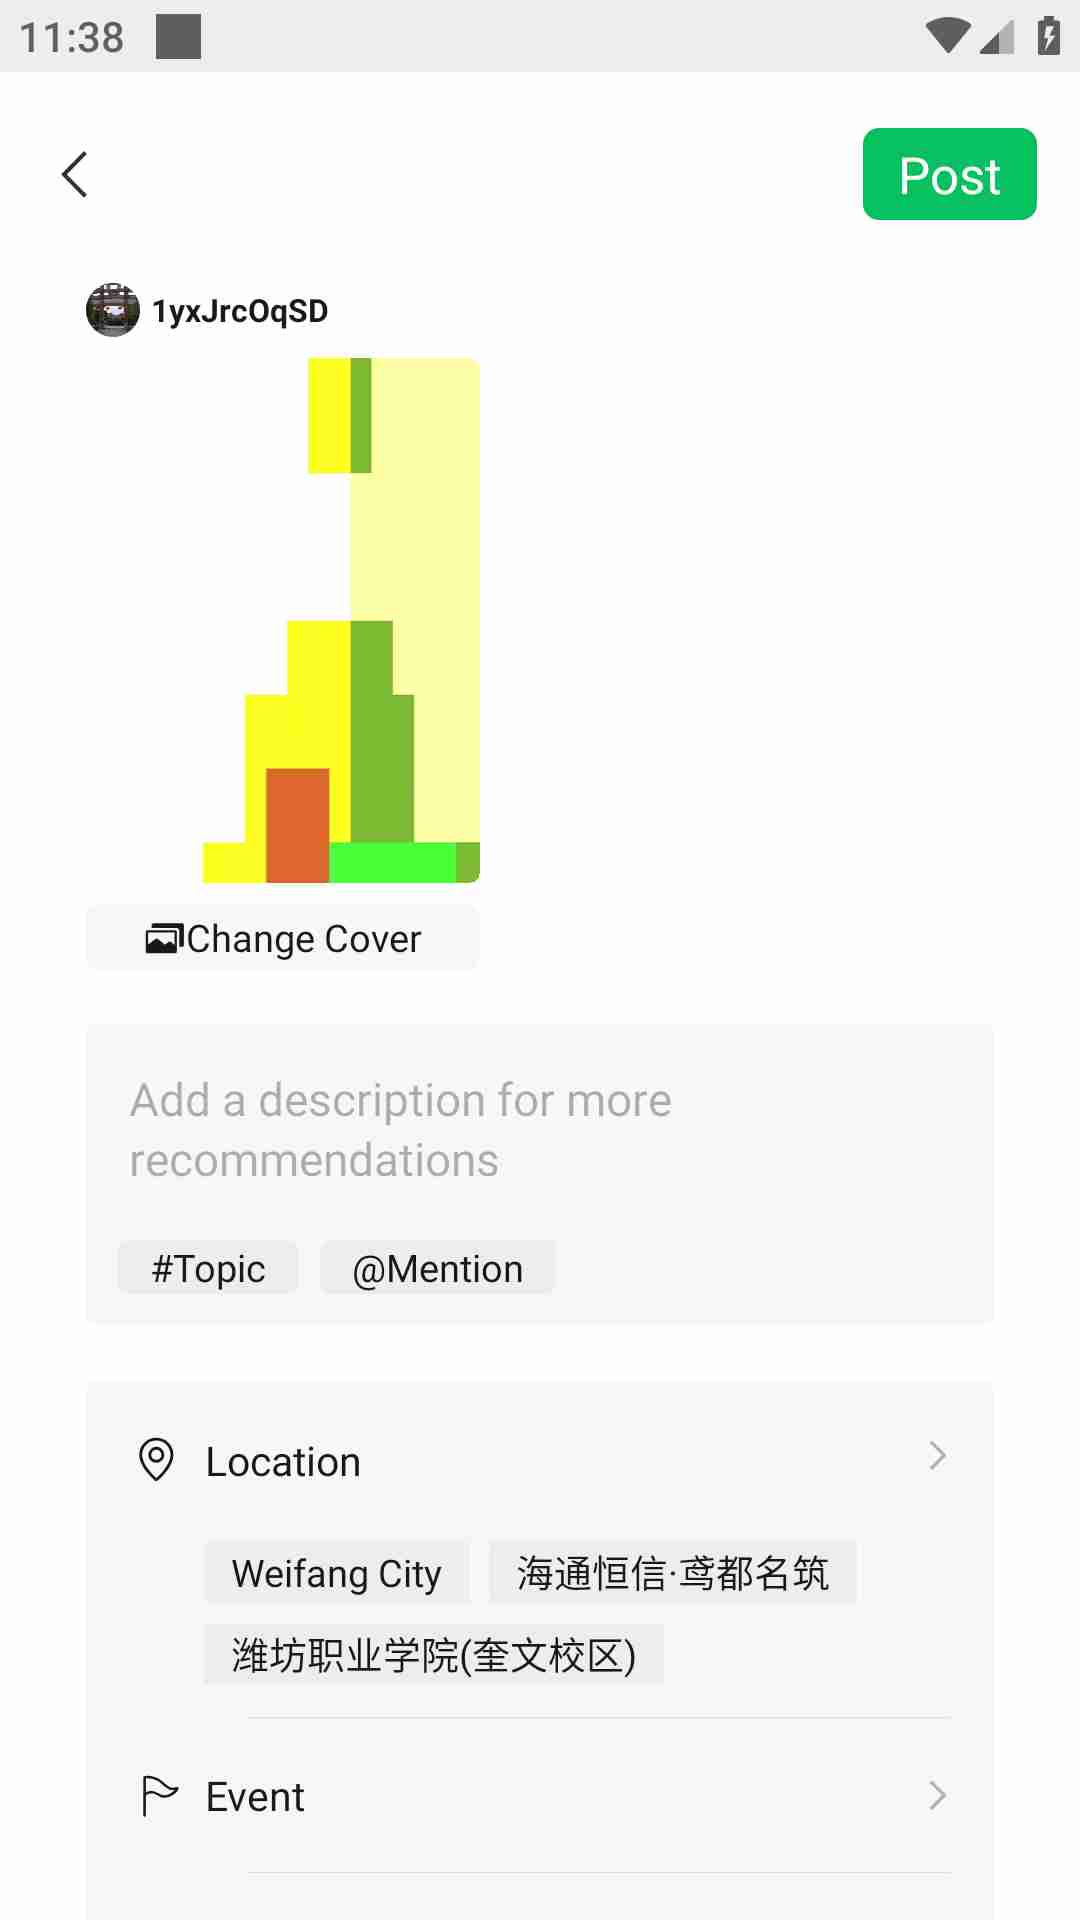 11:38
Post
1yxJrcOqSD
Change Cover
Add a description for more
recommendations
#Topic @Mention
Location
Weifang City 海通恒信·鸢都名筑
潍坊职业学院(奎文校区)
Event